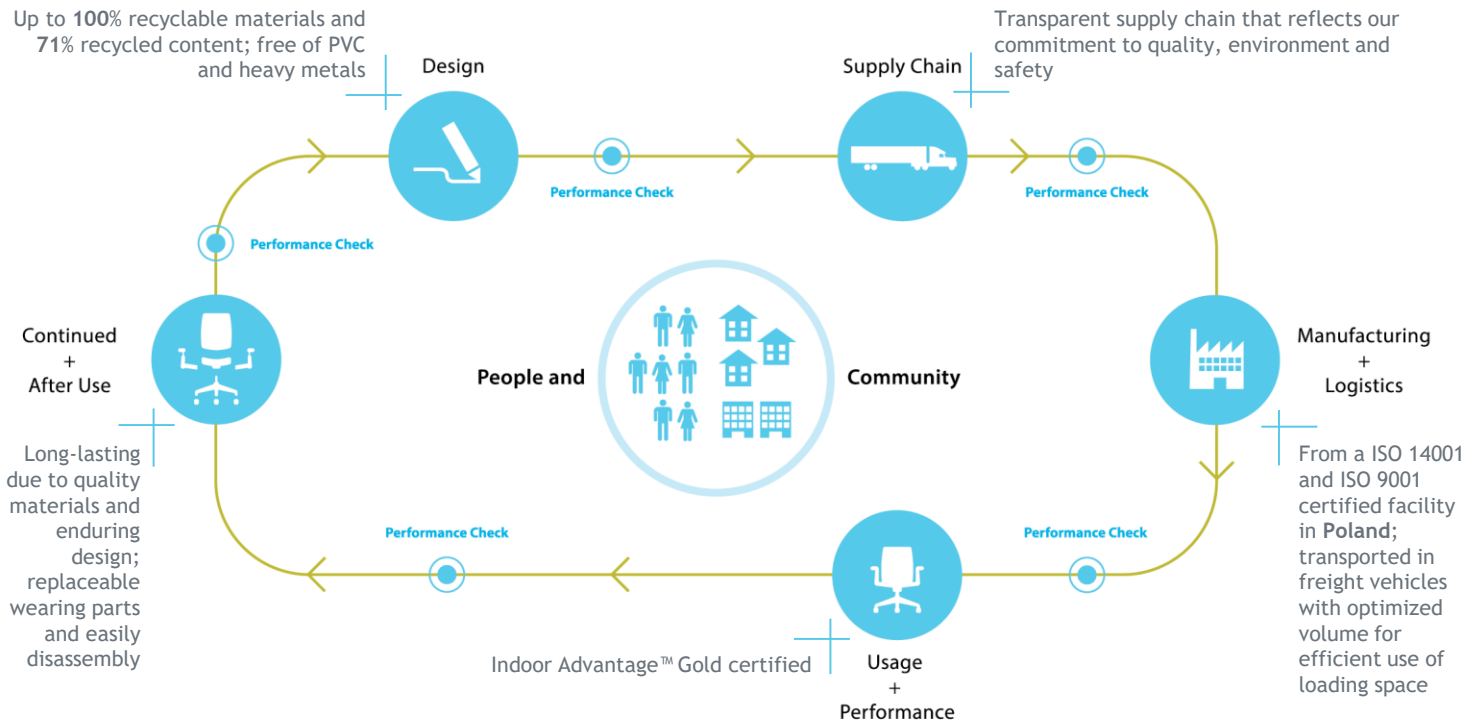 Up to 100% recyclable materials and
71% recycled content; free of PVC
and heavy metals
Design
Supply Chain
Transparent supply chain that reflects our
commitment to quality, environment and
safety
Performance Check
Performance Check
Performance Check
Continued
+
After Use
People and
Community
Manufacturing
+
Logistics
Long-lasting
due to quality
materials and
enduring
design;
replaceable
wearing parts
and easily
disassembly
From a ISO 14001
and ISO 9001
certified facility
in Poland;
transported in
freight vehicles
with optimized
volume for
efficient use of
loading space
Performance Check
Performance Check
Indoor Advantage™ Gold certified
Usage
+
Performance